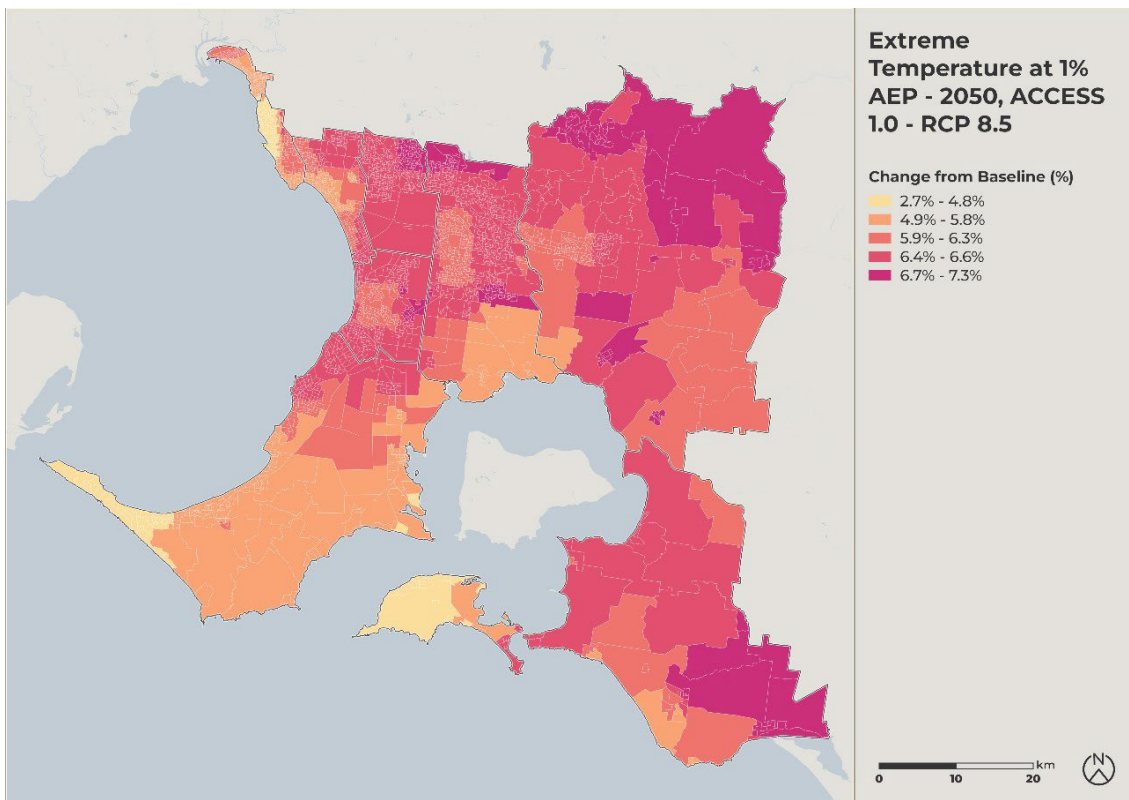 Extreme
Temperature at 1%
AEP - 2050, ACCESS
1.0 - RCP 8.5
Change from Baseline (%)
2.7% - 4.8%
4.9% - 5.8%
5.9% - 6.3%
6.4% - 6.6%
6.7% - 7.3%
km
0 10 20
N